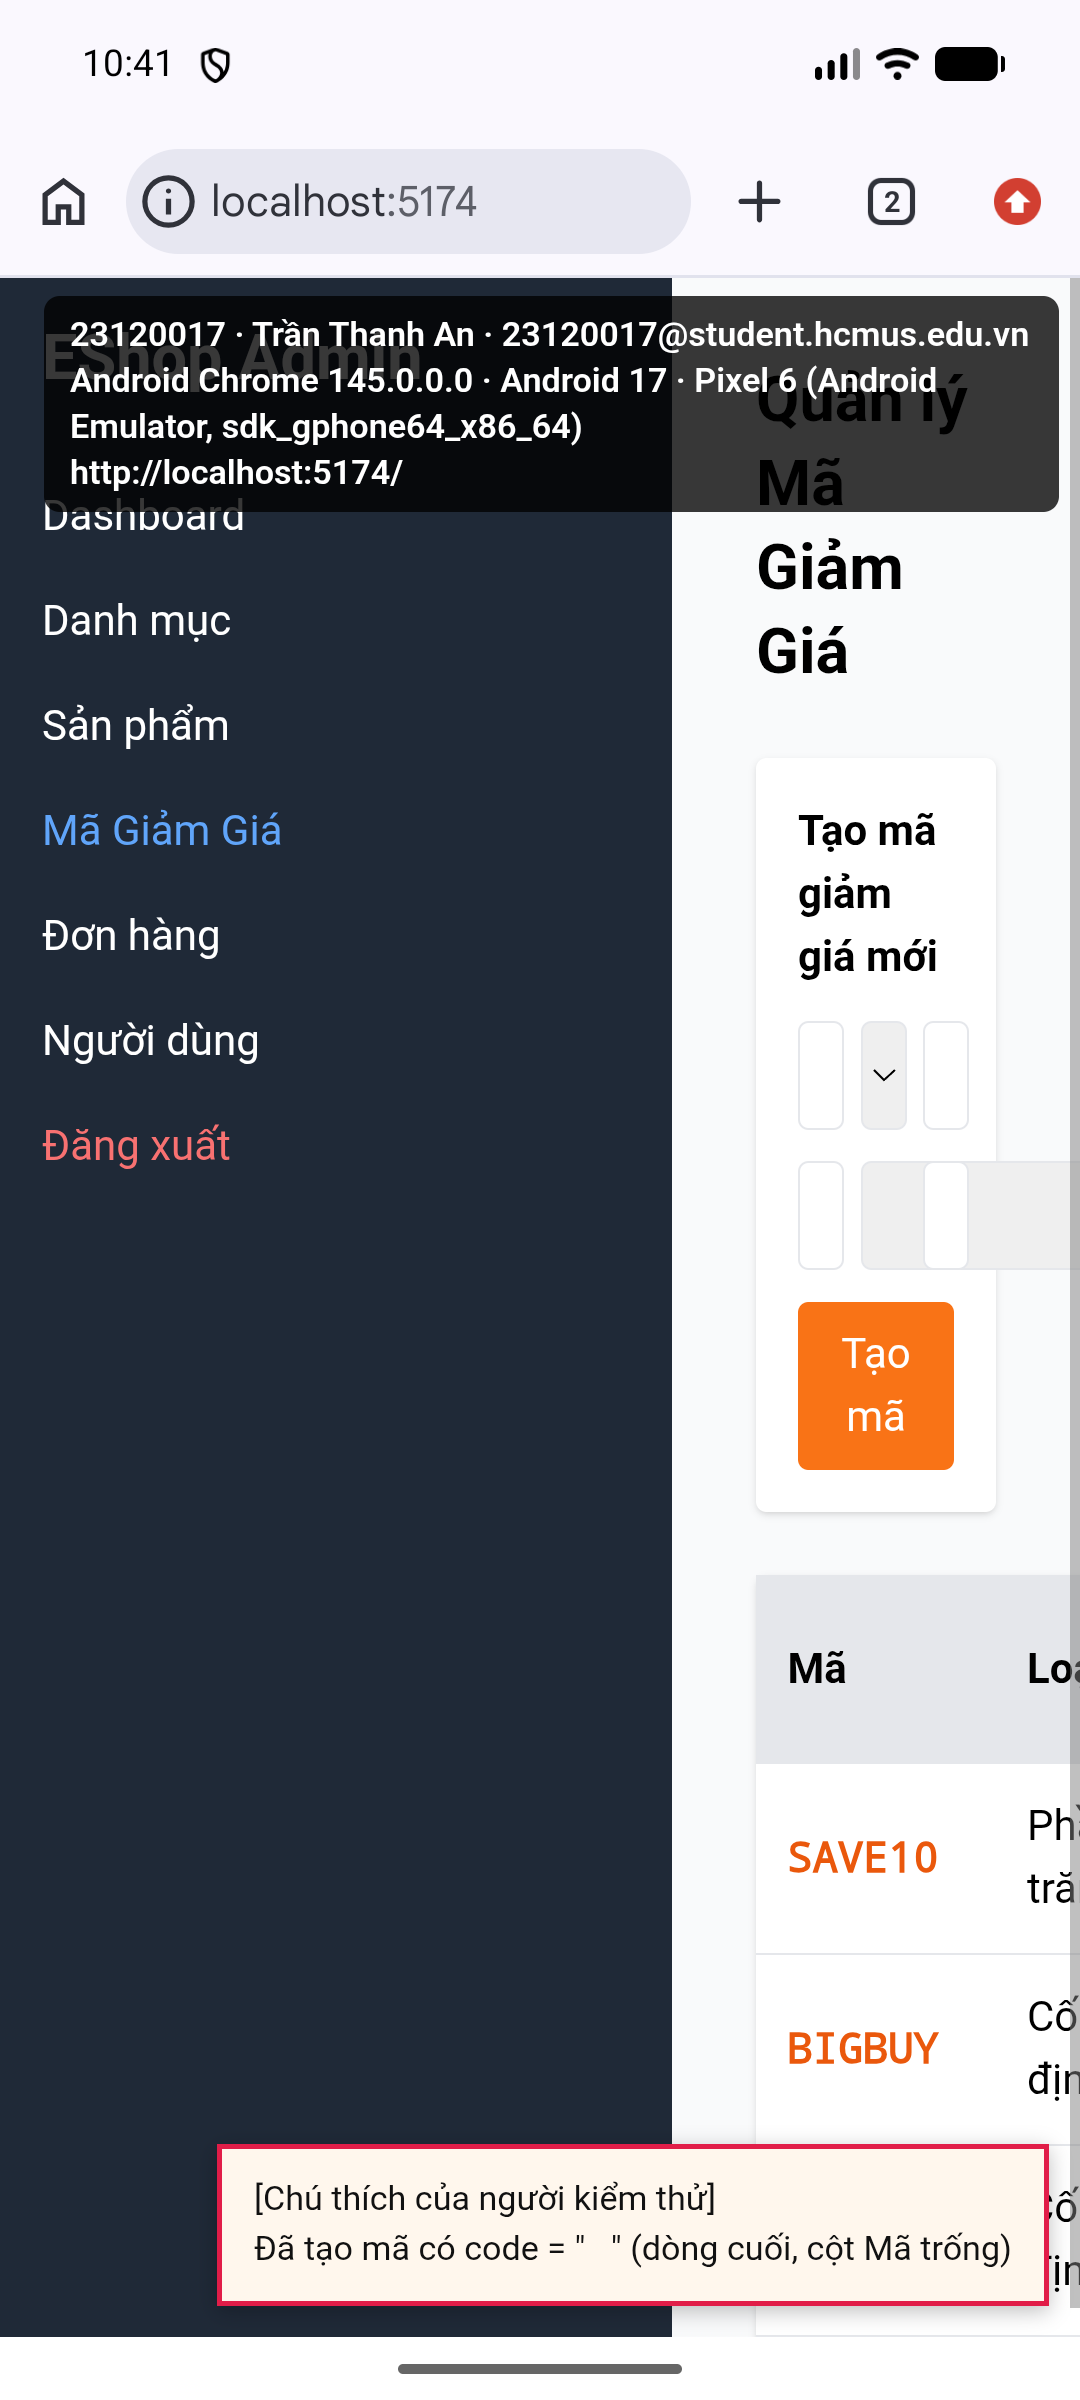 10:41
localhost:5174
2
23120017 · Trần Thanh An · 23120017@student.hcmus.edu.vn
Android Chrome 145.0.0.0 · Android 17 · Pixel 6 (Android
Emulator, sdk_gphone64_x86_64)
http://localhost:5174/
EShop Admin
Dashboard
Danh mục
Sản phẩm
Mã Giảm Giá
Đơn hàng
Người dùng
Đăng xuất
Quản lý
Mã
Giảm
Giá
Tạo mã
giảm
giá mới
Tạo
mã
Mã
SAVE10
BIGBUY
Cố
[Chú thích của người kiểm thử]
Đã tạo mã có code = "   " (dòng cuối, cột Mã trống)